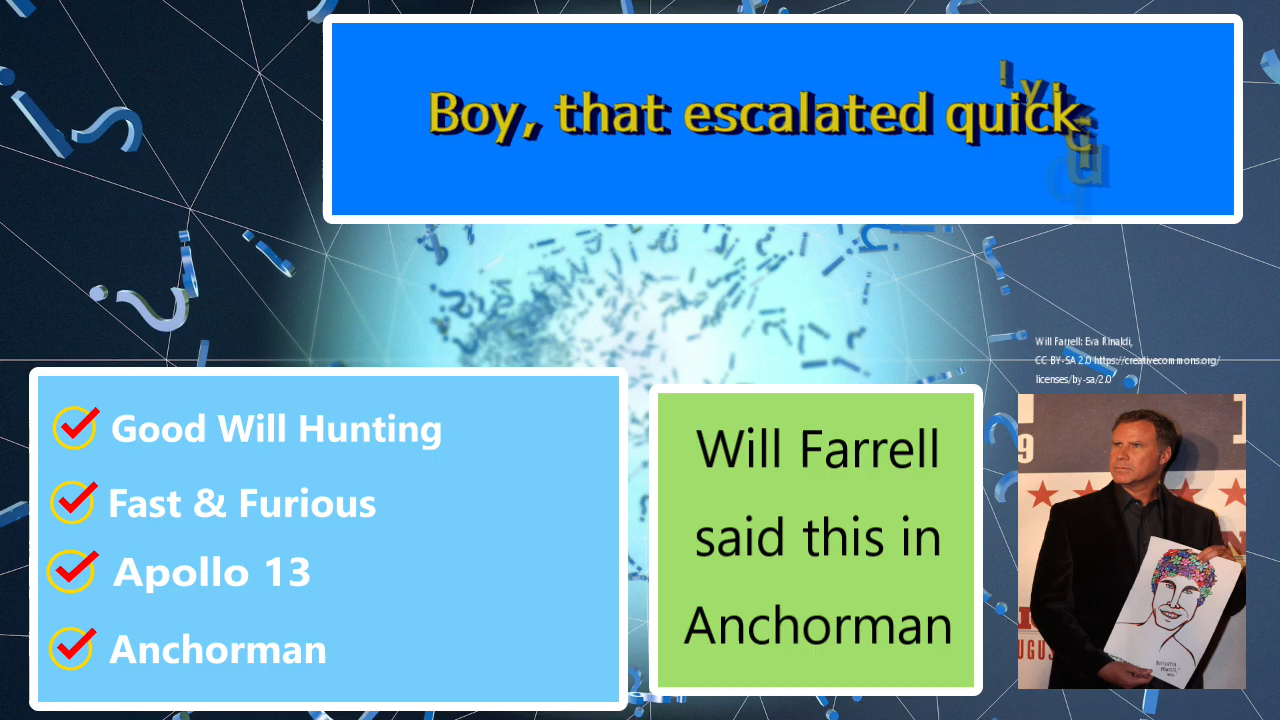 Boy, that escalated quick
Will Farrell: Eva Rinaldi,
CC BY-SA 2.0 https://creativecommons.org/
licenses/by-sa/2.0
Good Will Hunting
Fast & Furious
Apollo 13
Anchorman
Will Farrell
said this in
Anchorman
9